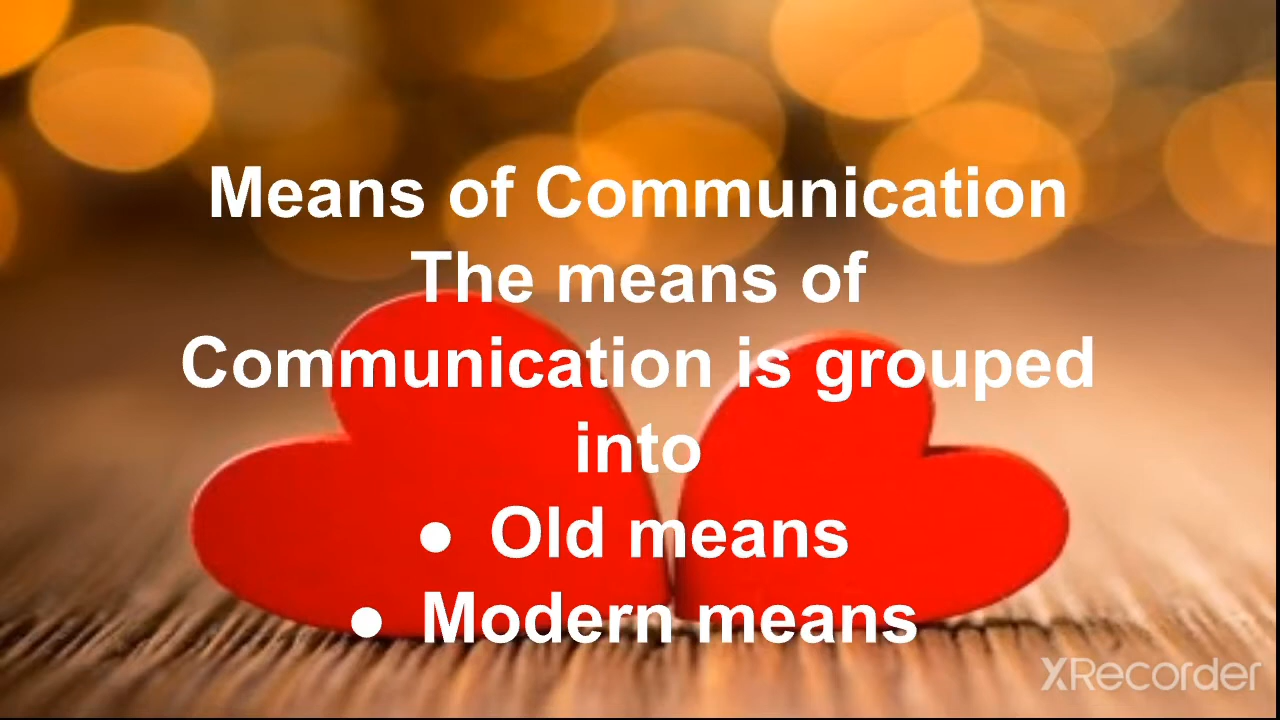 Means of Communication
The means of
Communication is grouped
into
● Old means
● Modern means
XRecorder